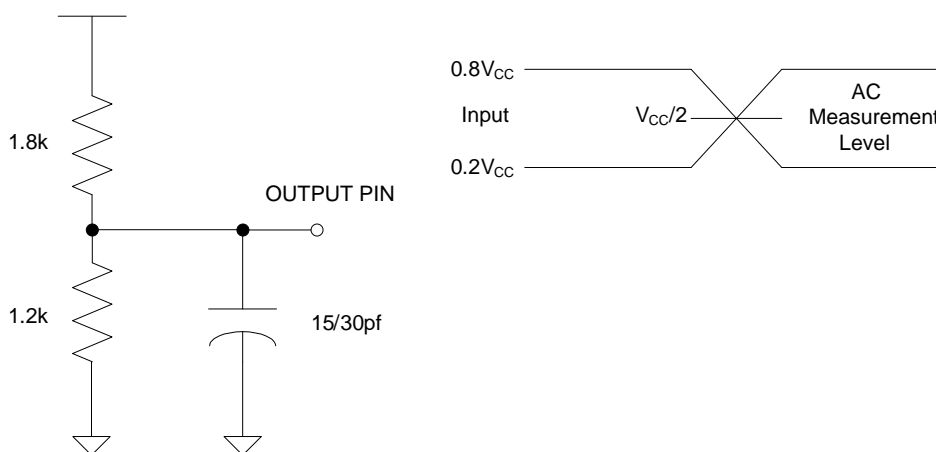 1.8k
OUTPUT PIN
1.2k
15/30pf
0.8VCC
Input
VCC/2
0.2VCC
AC
Measurement
Level